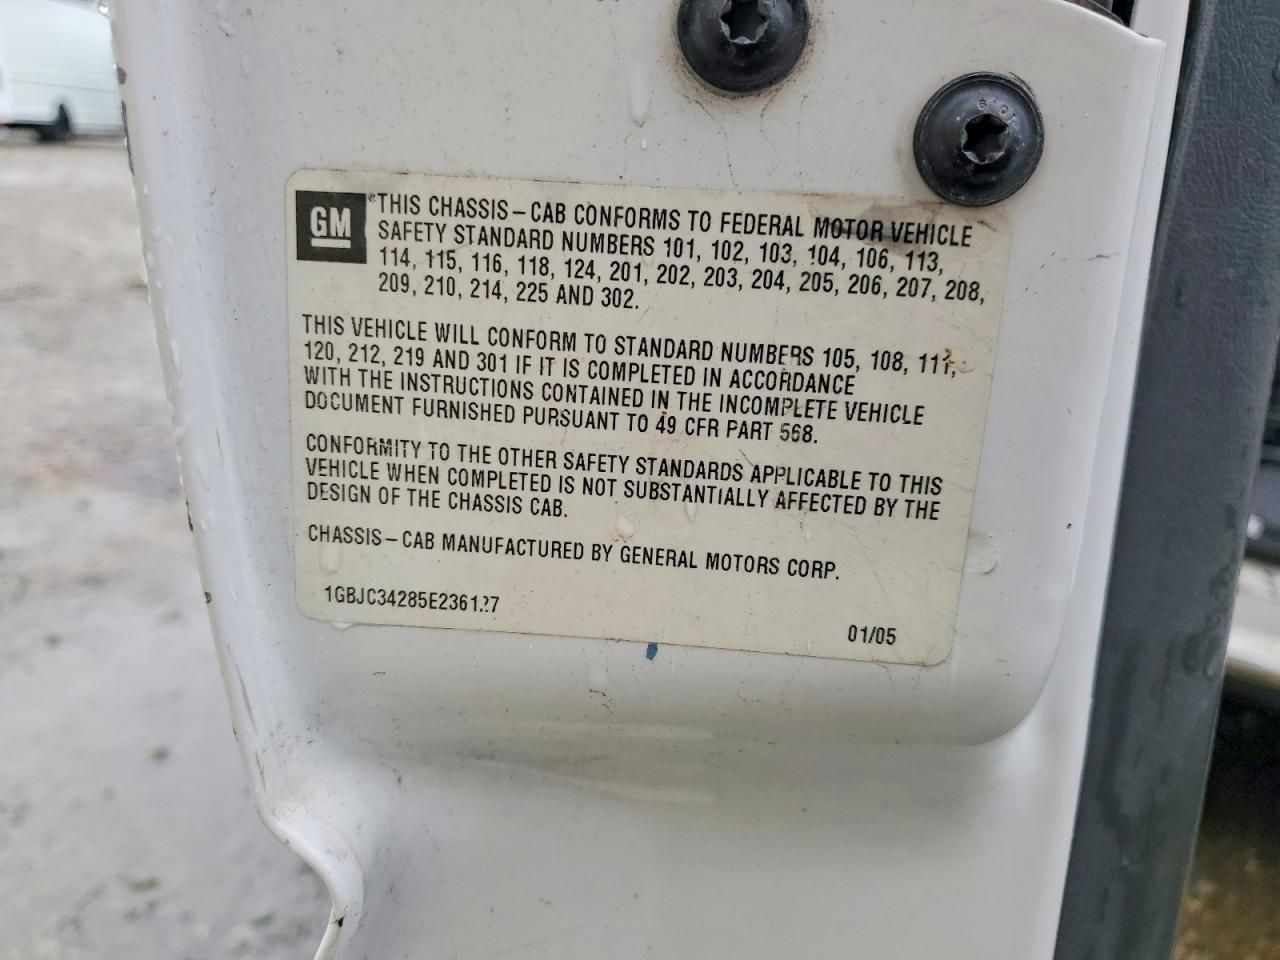 GM
®THIS CHASSIS-CAB CONFORMS TO FEDERAL MOTOR VEHICLE
SAFETY STANDARD NUMBERS 101, 102, 103, 104, 106, 113,
114, 115, 116, 118, 124, 201, 202, 203, 204, 205, 206, 207, 208,
209, 210, 214, 225 AND 302.
THIS VEHICLE WILL CONFORM TO STANDARD NUMBERS 105, 108, 111,
120, 212, 219 AND 301 IF IT IS COMPLETED IN ACCORDANCE
WITH THE INSTRUCTIONS CONTAINED IN THE INCOMPLETE VEHICLE
DOCUMENT FURNISHED PURSUANT TO 49 CFR PART 568.
CONFORMITY TO THE OTHER SAFETY STANDARDS APPLICABLE TO THIS
VEHICLE WHEN COMPLETED IS NOT SUBSTANTIALLY AFFECTED BY THE
DESIGN OF THE CHASSIS CAB.
CHASSIS-CAB MANUFACTURED BY GENERAL MOTORS CORP.
01/05